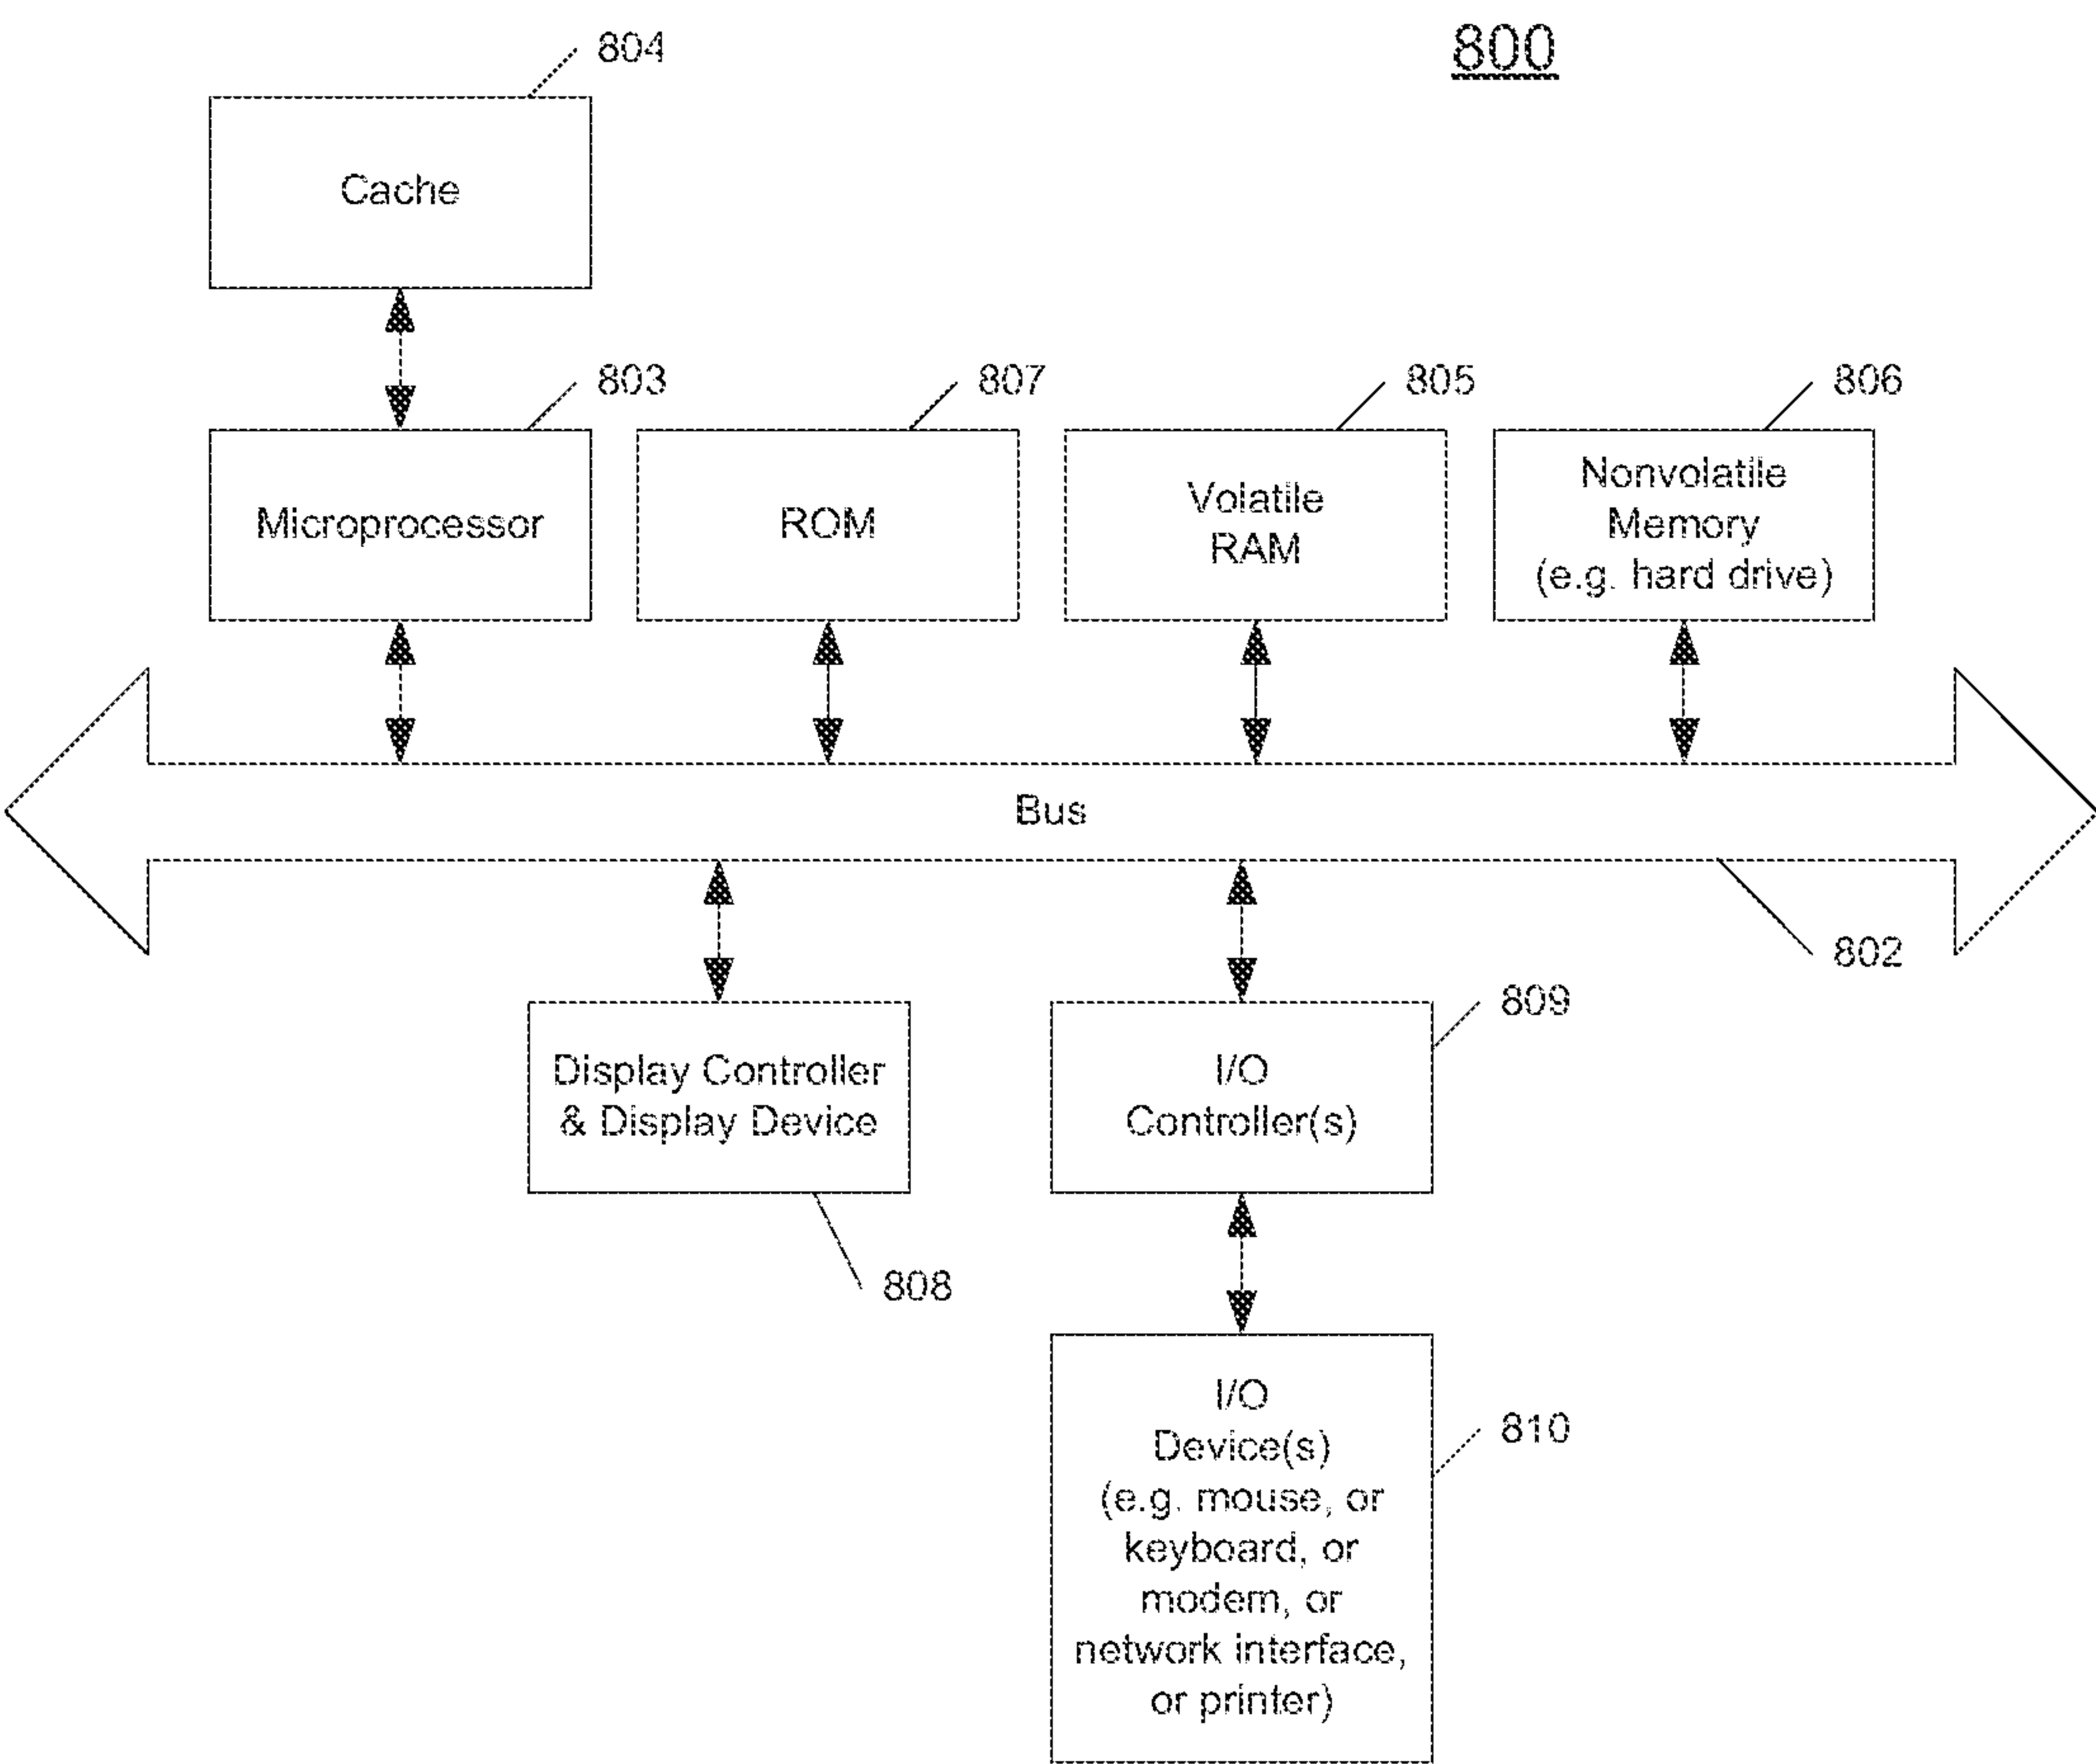 804
800
Cache
803
807
805
806
Microprocessor
ROM
Volatile
RAM
Nonvolatile
Memory
(e.g. hard drive)
Bus
802
Display Controller
& Display Device
808
809
I/O
Controller(s)
810
I/O
Device(s)
(e.g. mouse, or
keyboard, or
modem, or
network interface,
or printer)